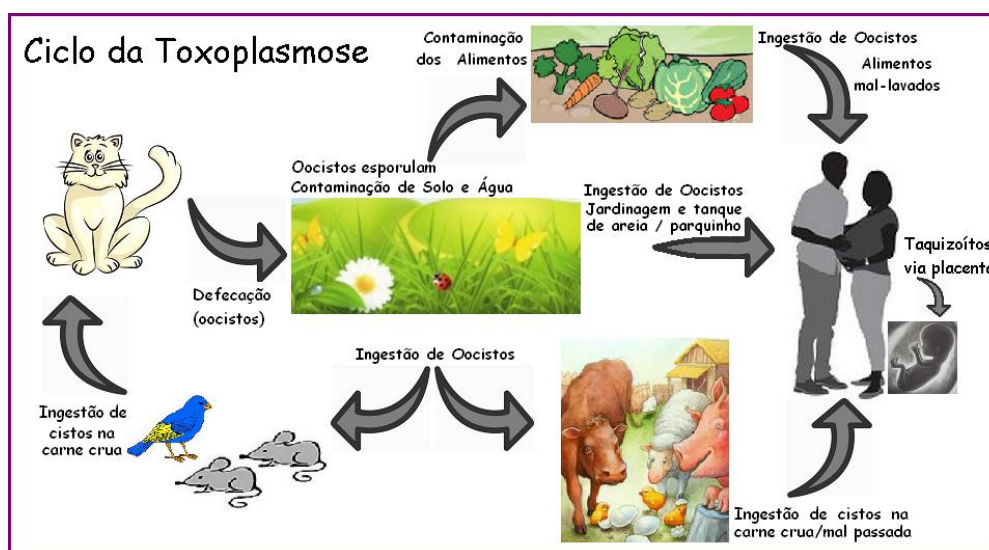 Ciclo da Toxoplasmose
Contaminação
dos Alimentos
Ingestão de Oocistos
Alimentos
mal-lavados
Oocistos esporulam
Contaminação de Solo e Água
Ingestão de Oocistos
Jardinagem e tanque
de areia / parquinho
Taquizoítos
via placenta
Defecação
(oocistos)
Ingestão de Oocistos
Ingestão de
cistos na
carne crua
Ingestão de cistos na
carne crua/mal passada